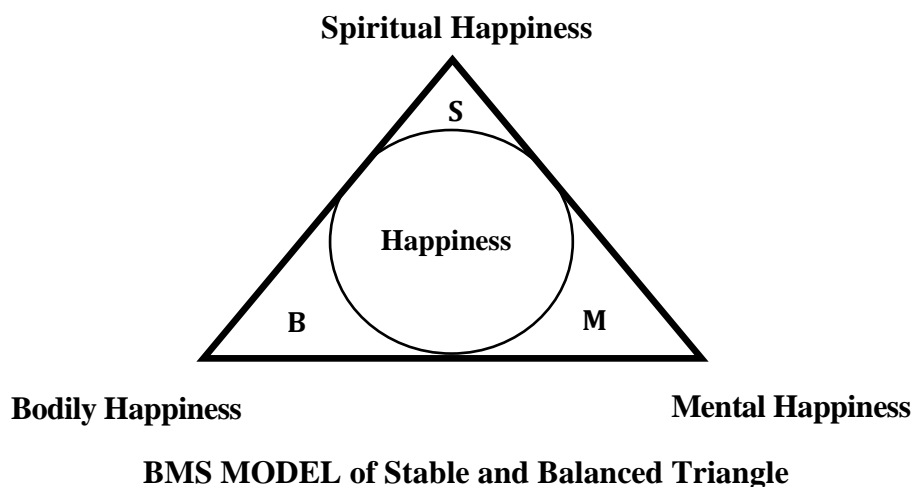 Spiritual Happiness
S
Happiness
B
M
Bodily Happiness
Mental Happiness
BMS MODEL of Stable and Balanced Triangle